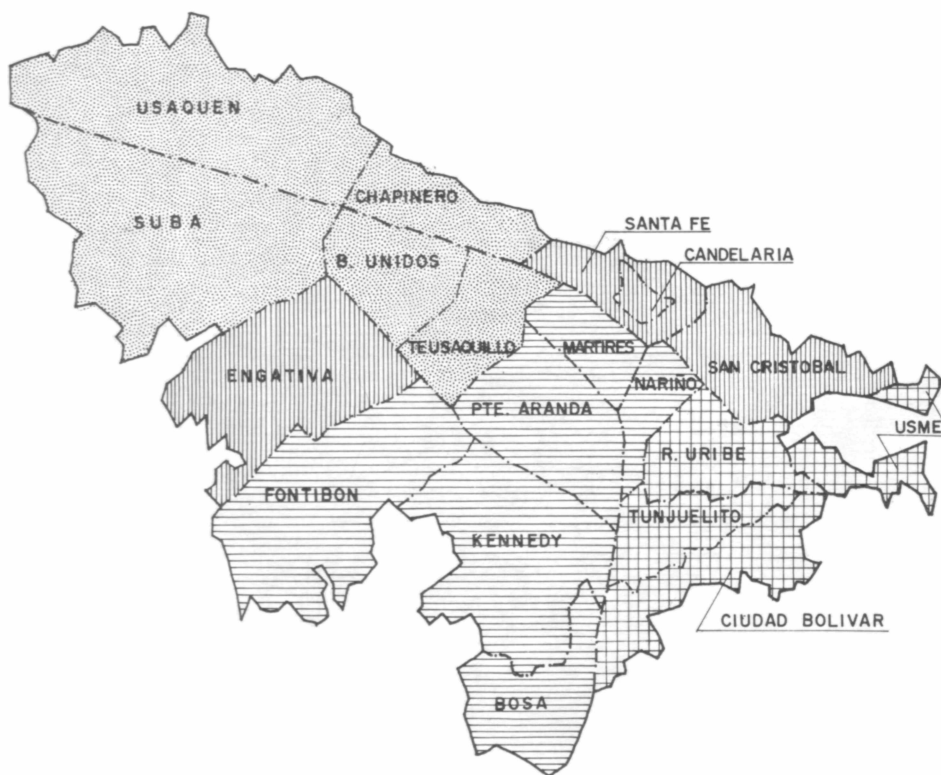 USAQUEN
CHAPINERO
SUBA
SANTA FE
B. UNIDOS
CANDELARIA
TEUSAQUILLO
MARTIRES
SAN CRISTOBAL
ENGATIVA
NARIÑO
PTE. ARANDA
USME
R. URIBE
FONTIBON
TUNJUELITO
KENNEDY
CIUDAD BOLIVAR
BOSA